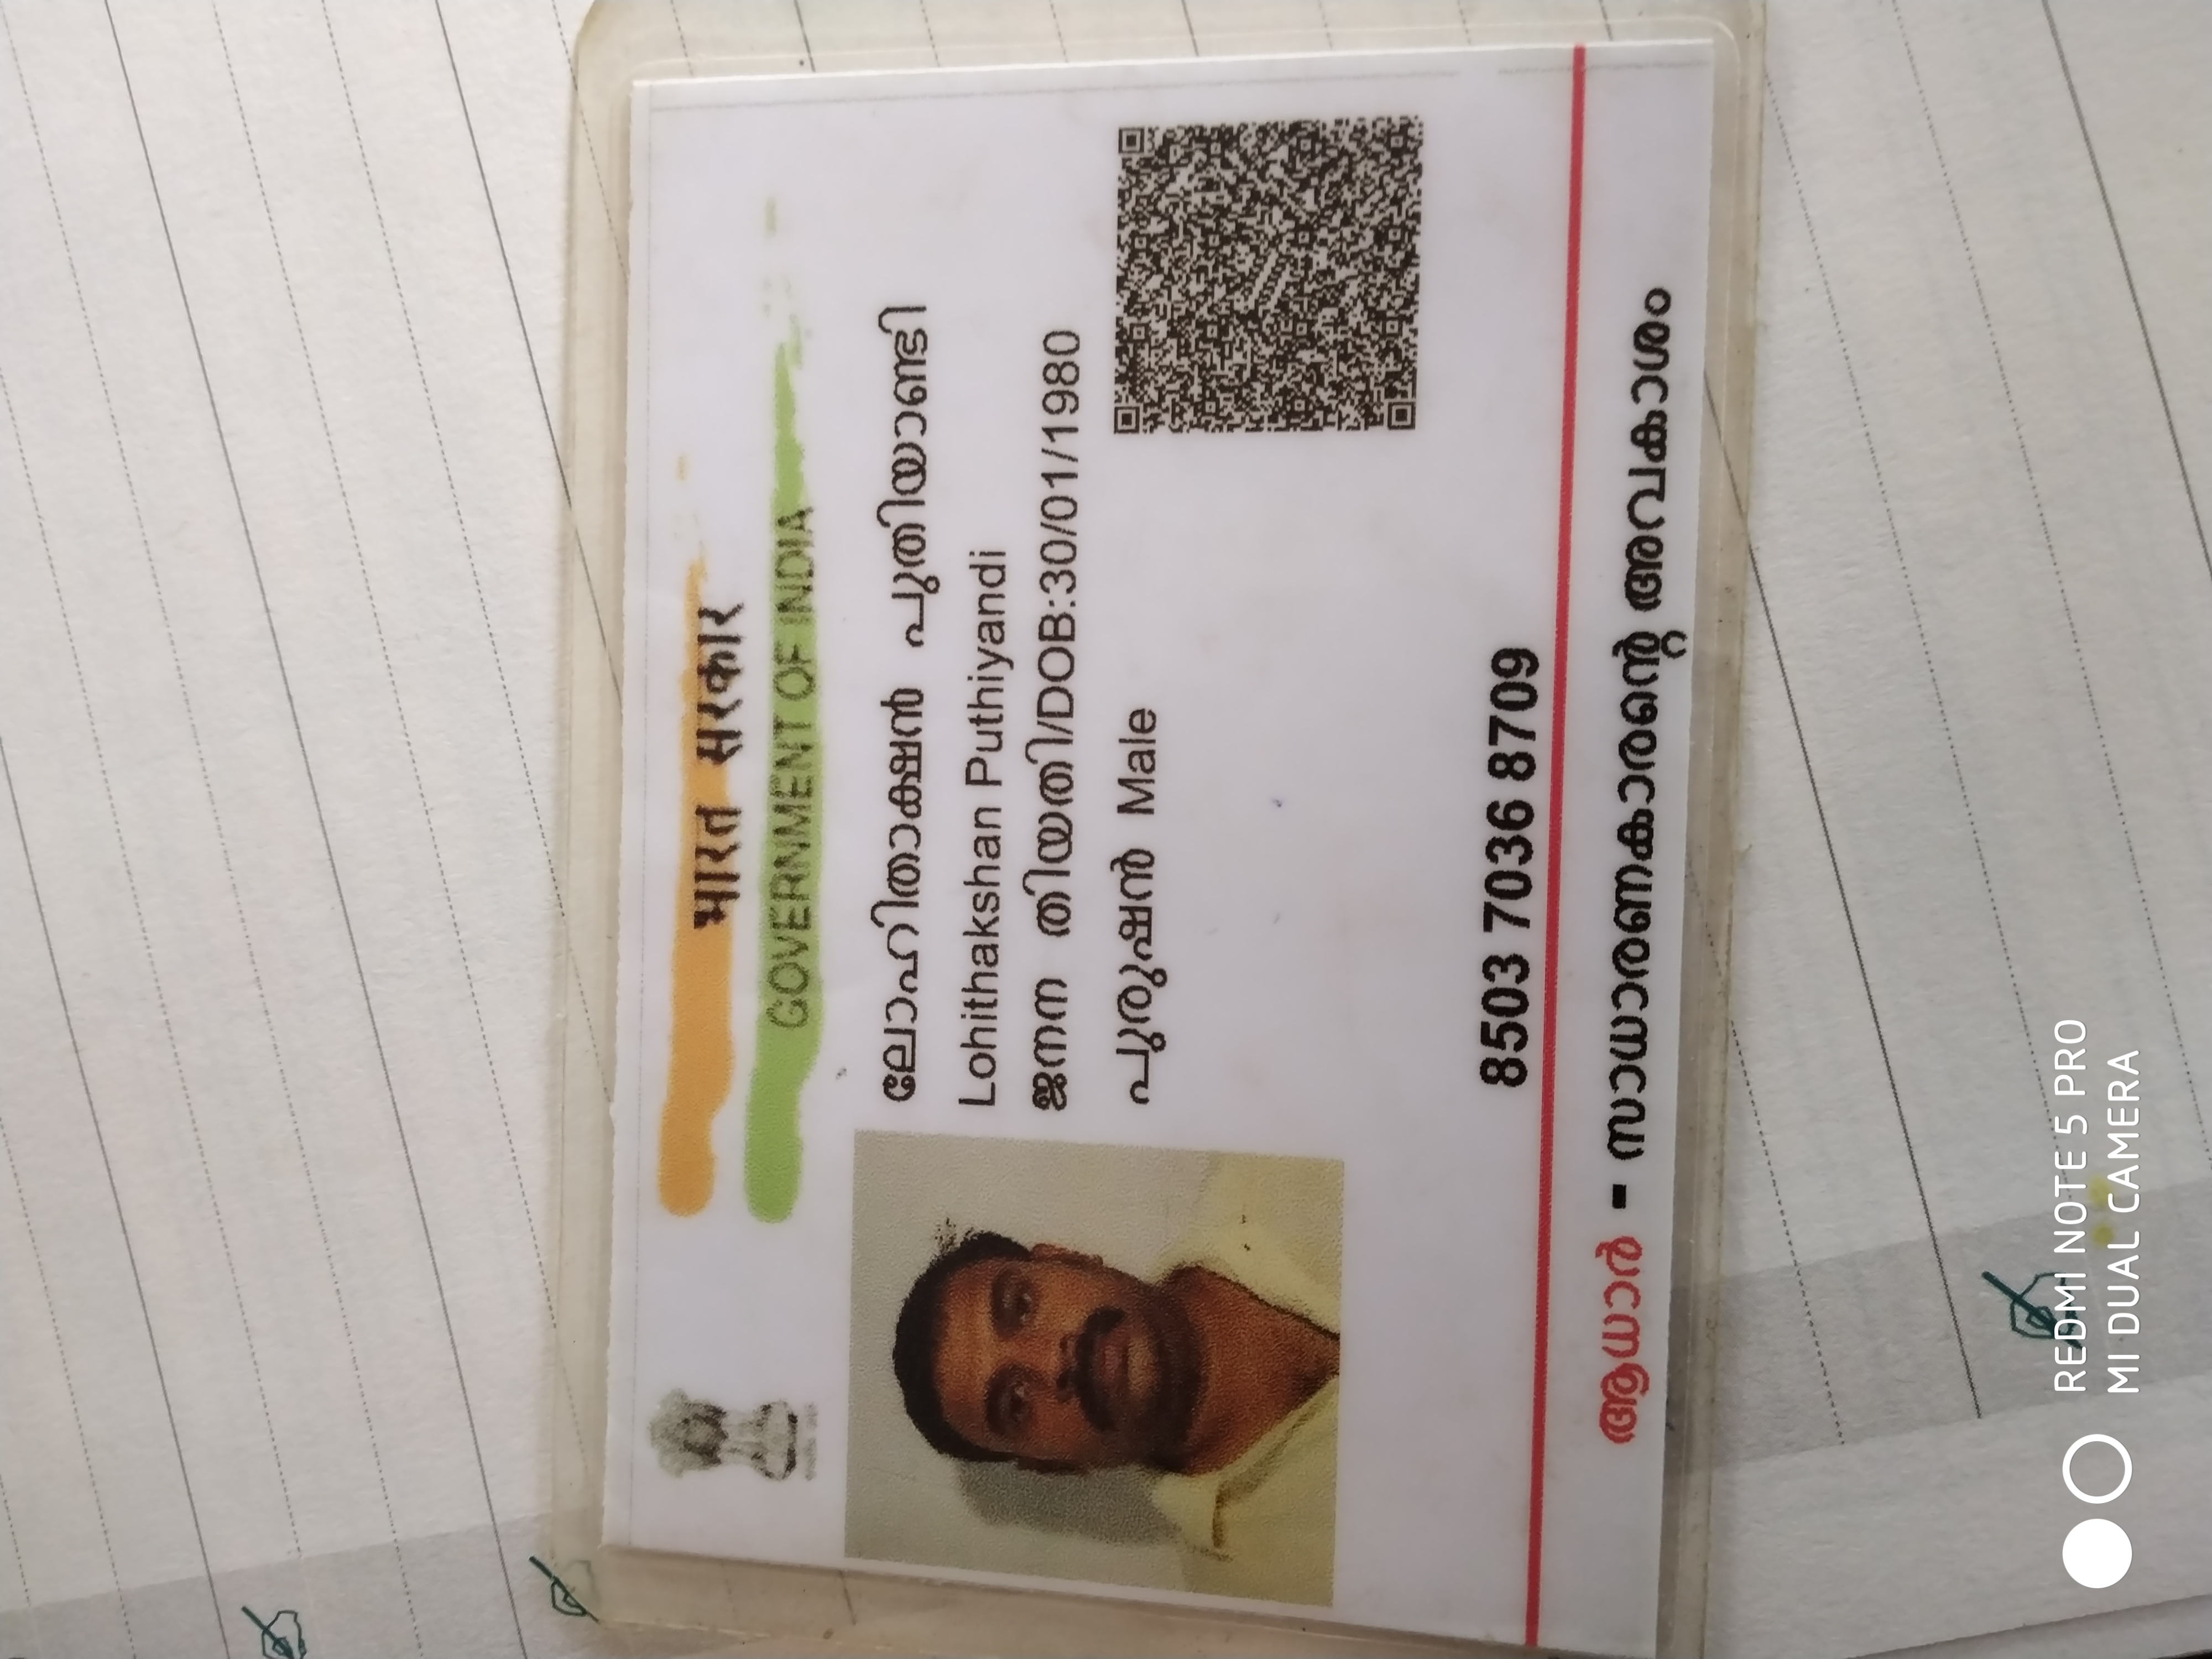 भारत सरकार
GOVERNMENT OF INDIA
ലോഹിതാക്ഷൻ പുതിയാണ്ടി
Lohithakshan Puthiyandi
ജനന തിയതി/DOB:30/01/1980
പുരുഷൻ Male
8503 7036 8709
ആധാർ - സാധാരണകാരന്റെ അവകാശം
REDMI NOTE 5 PRO
MI DUAL CAMERA